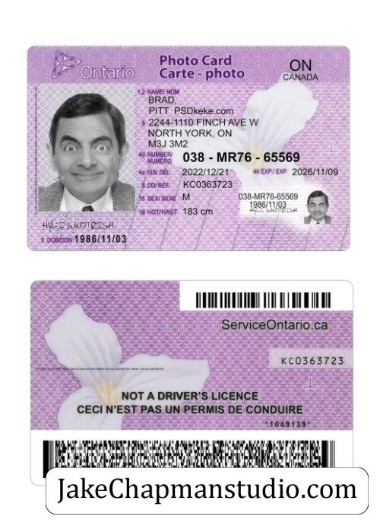 Ontario
Photo Card
Carte - photo
ON
CANADA
1,2 NAME/ NOM
BRAD,
PITT PSDkeke.com
8 2244-1110 FINCH AVE W
NORTH YORK, ON
M3J 3M2
NUMBER/
NUMÉRO 038 - MR76 - 65569
4a ISS/ DÉL. 2022/12/21 4b EXP./ EXP 2026/11/09
5 DD/RÉF. KC0363723
15 SEX/ SEXE M
16 HGT/HAUT 183 cm
038-MR76-65569
1986/11/03
3 DOB/DDN 1986/11/03
ServiceOntario.ca
KC0363723
NOT A DRIVER'S LICENCE
CECI N'EST PAS UN PERMIS DE CONDUIRE
*1049139*
JakeChapmanstudio.com